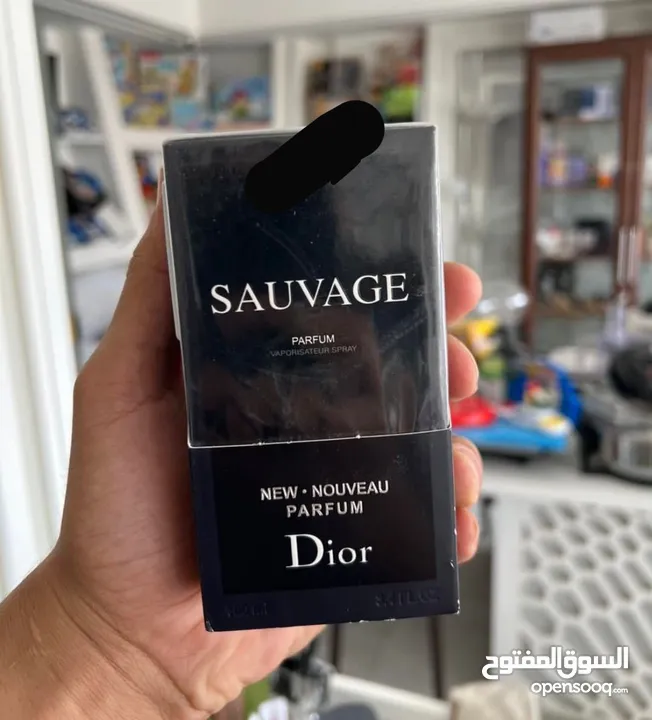 SAUVAGE
PARFUM
VAPORISATEUR SPRAY
NEW • NOUVEAU
PARFUM
Dior
السوق المفتوح
opensooq.com